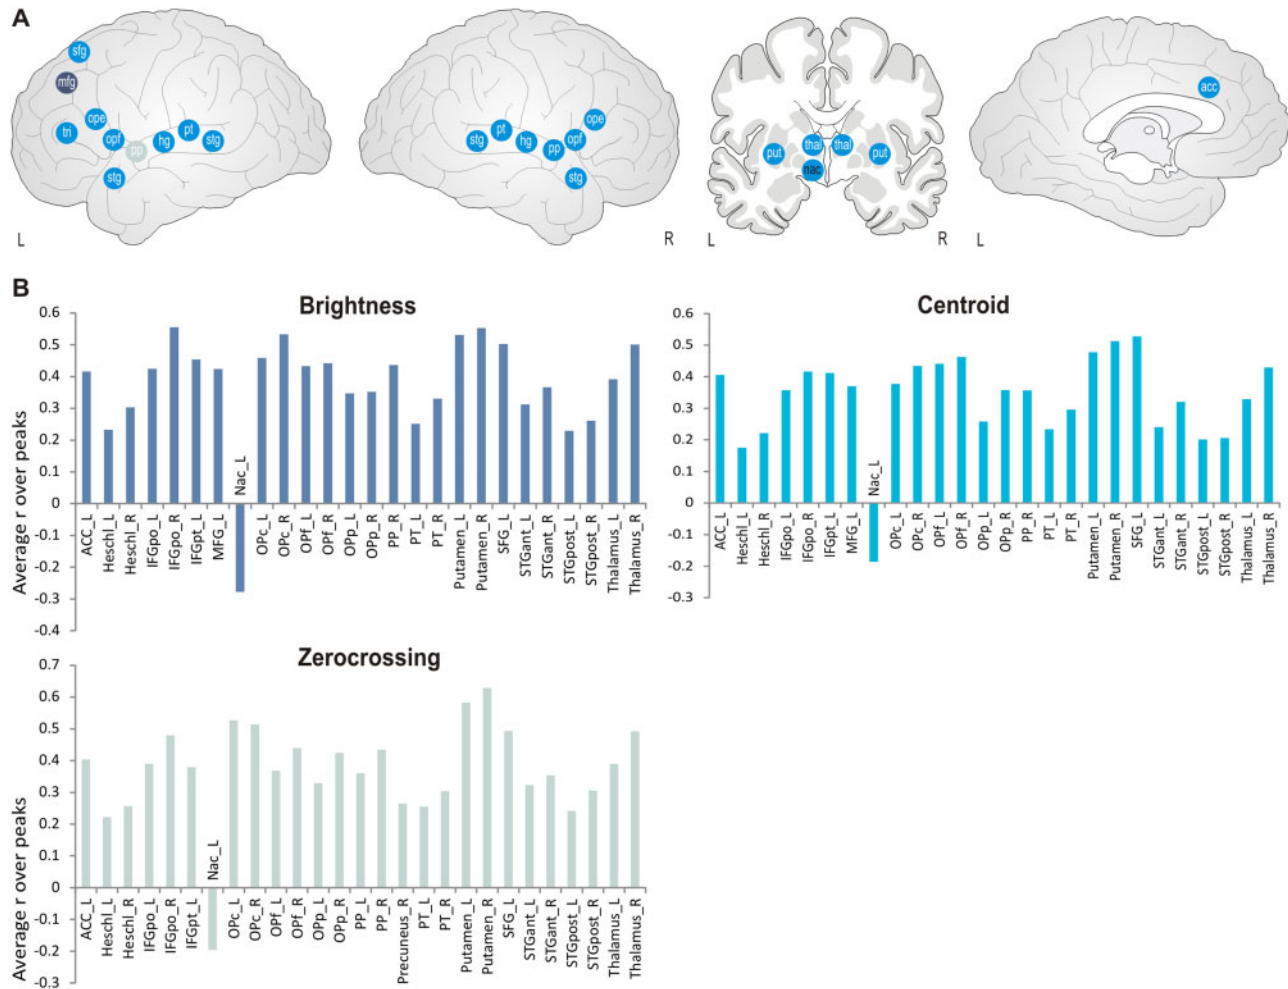 A
sfg
mfg
ope
tri
opf
pp
hg
pt
stg
stg
L
stg
pt
hg
pp
opf
ope
stg
R
put
thal
thal
put
nac
L
R
acc
L
B
Brightness
Average r over peaks
0.6
0.5
0.4
0.3
0.2
0.1
0
-0.1
-0.2
-0.3
-0.4
ACC_L
Heschl_L
Heschl_R
IFGpo_L
IFGpo_R
IFGpt_L
MFG_L
Nac_L
OPc_L
OPc_R
OPf_L
OPf_R
OPp_L
OPp_R
PP_R
PT_L
PT_R
Putamen_L
Putamen_R
SFG_L
STGant_L
STGant_R
STGpost_L
STGpost_R
Thalamus_L
Thalamus_R
Centroid
0.6
0.5
0.4
0.3
0.2
0.1
0
-0.1
-0.2
-0.3
ACC_L
Heschl_L
Heschl_R
IFGpo_L
IFGpo_R
IFGpt_L
MFG_L
Nac_L
OPc_L
OPc_R
OPf_L
OPf_R
OPp_L
OPp_R
PP_R
PT_L
PT_R
Putamen_L
Putamen_R
SFG_L
STGant_L
STGant_R
STGpost_L
STGpost_R
Thalamus_L
Thalamus_R
Zerocrossing
Average r over peaks
0.7
0.6
0.5
0.4
0.3
0.2
0.1
0
-0.1
-0.2
-0.3
ACC_L
Heschl_L
Heschl_R
IFGpo_L
IFGpo_R
IFGpt_L
Nac_L
OPc_L
OPc_R
OPf_L
OPf_R
OPp_L
OPp_R
PP_L
PP_R
Precuneus_R
PT_L
PT_R
Putamen_L
Putamen_R
SFG_L
STGant_L
STGant_R
STGpost_L
STGpost_R
Thalamus_L
Thalamus_R